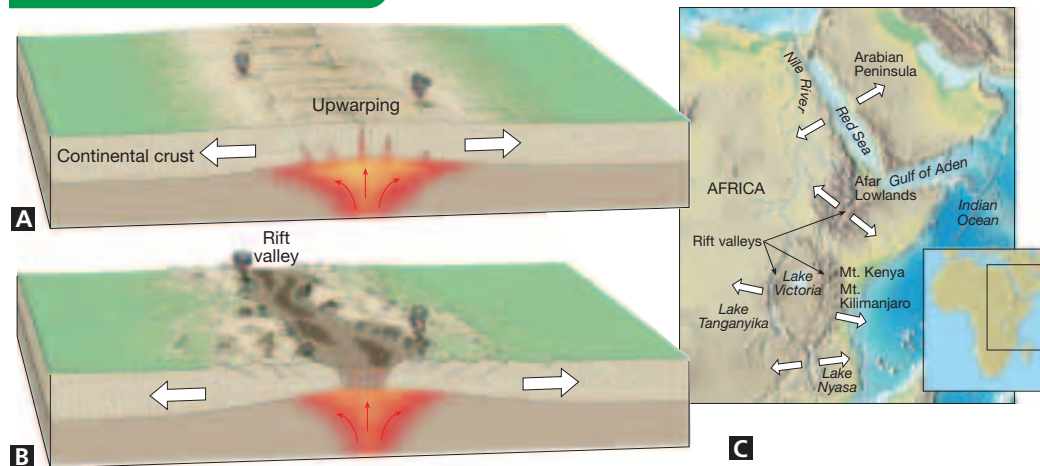 Upwarping
Continental crust
A
Rift
valley
B
Nile River
Arabian
Peninsula
Red Sea
Gulf of Aden
Afar
Lowlands
AFRICA
Indian
Ocean
Rift valleys
Lake
Victoria
Mt. Kenya
Mt.
Kilimanjaro
Lake
Tanganyika
Lake
Nyasa
C